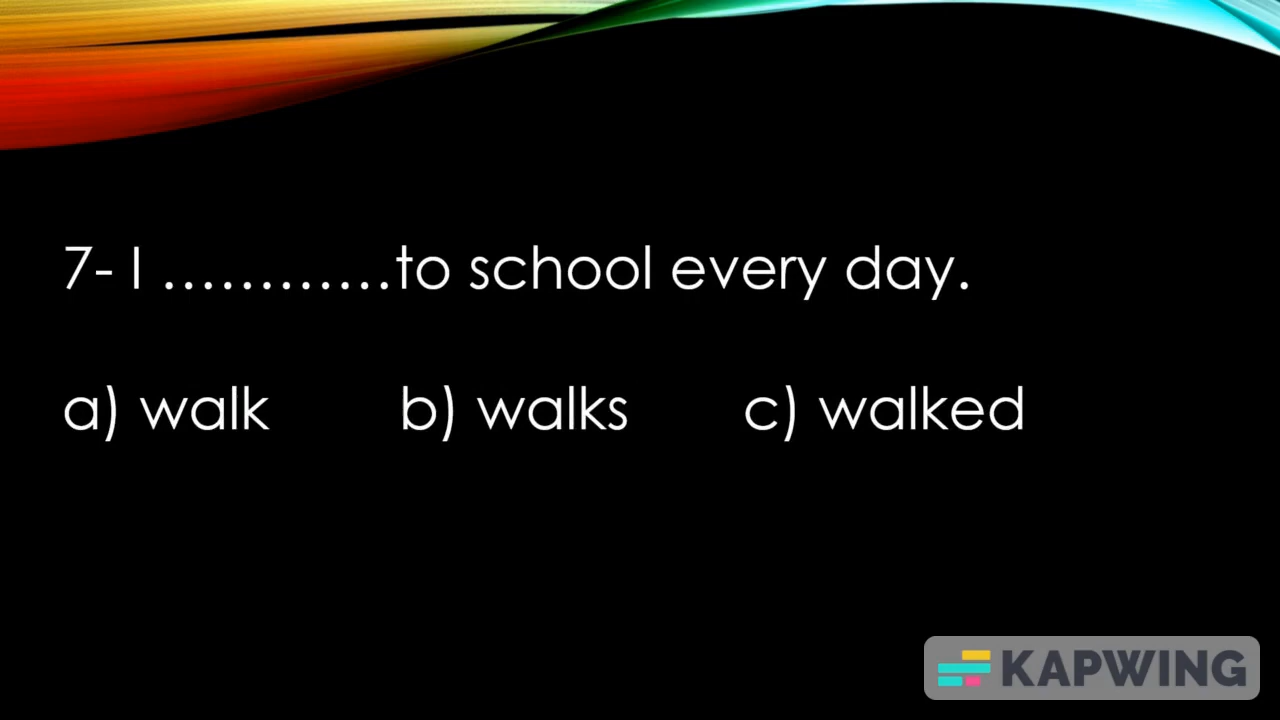 7- I ............to school every day.
a) walk b) walks c) walked
KAPWING